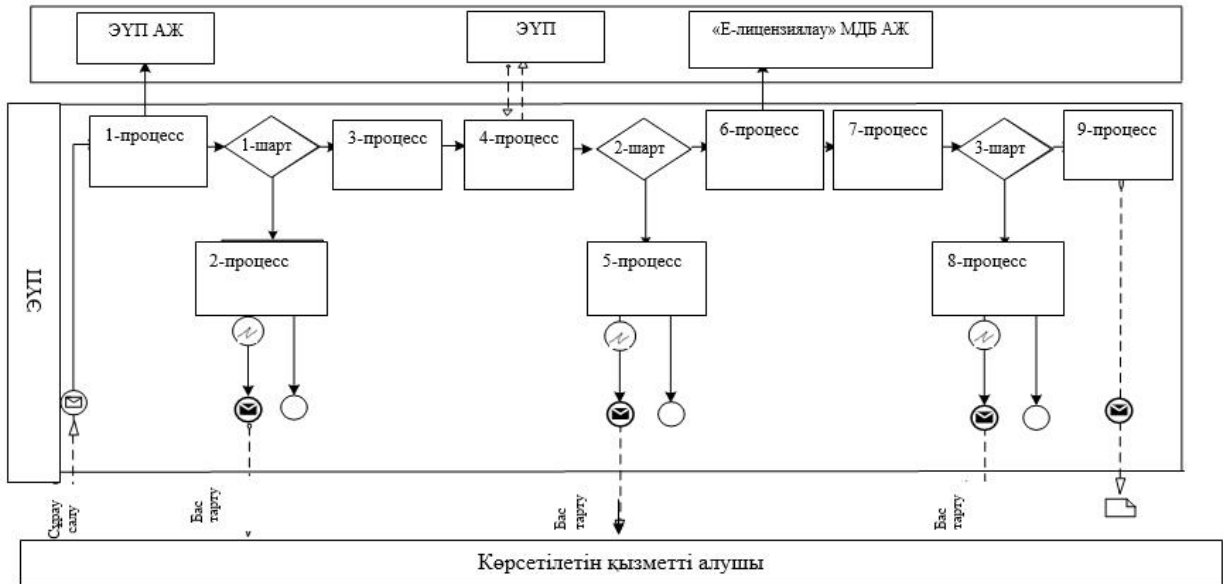 ЭҮП АЖ
ЭҮП
«Е-лицензиялау» МДБ АЖ
1-процесс
1-шарт
3-процесс
4-процесс
2-шарт
6-процесс
7-процесс
3-шарт
9-процесс
2-процесс
5-процесс
8-процесс
ЭҮП
Сұрау
салу
Бас
тарту
Бас
тарту
Бас
тарту
Көрсетілетін қызметті алушы